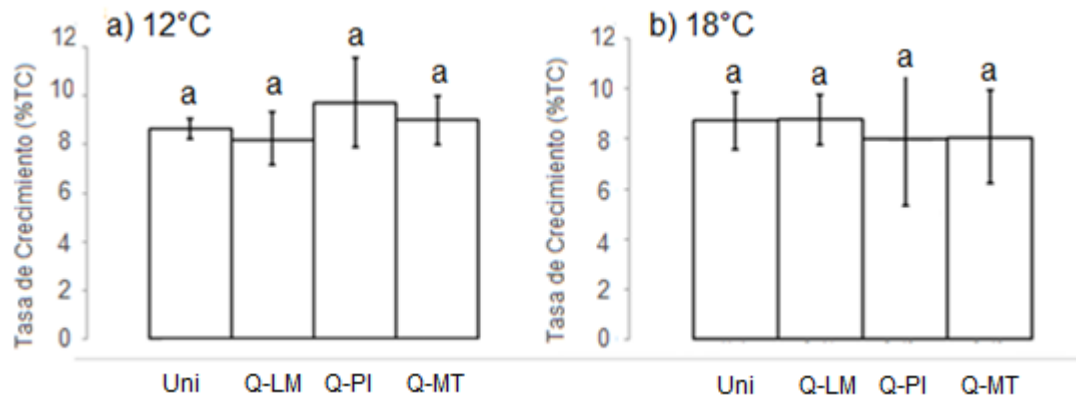 a) 12°C
Tasa de Crecimiento (%TC)
12
10
8
6
4
2
0
a a a a
Uni Q-LM Q-PI Q-MT
b) 18°C
Tasa de Crecimiento (%TC)
12
10
8
6
4
2
0
a a a a
Uni Q-LM Q-PI Q-MT